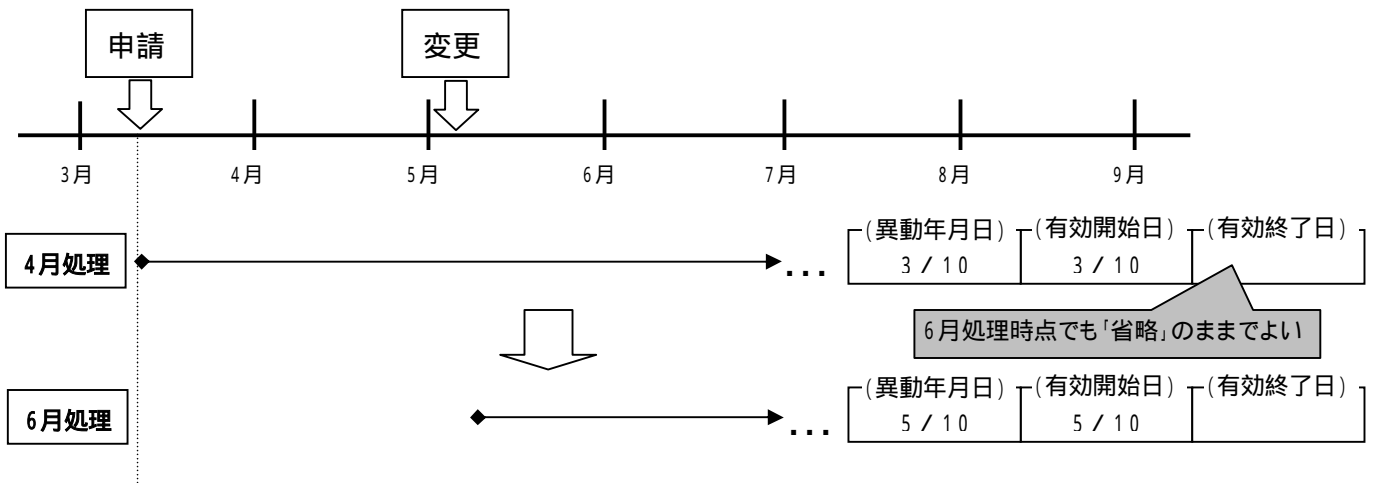 申請
変更
3月
4月
5月
6月
7月
8月
9月
4月処理
...
(異動年月日)
(有効開始日)
(有効終了日)
3/10
3/10
6月処理時点でも「省略」のままでよい
6月処理
...
(異動年月日)
(有効開始日)
(有効終了日)
5/10
5/10